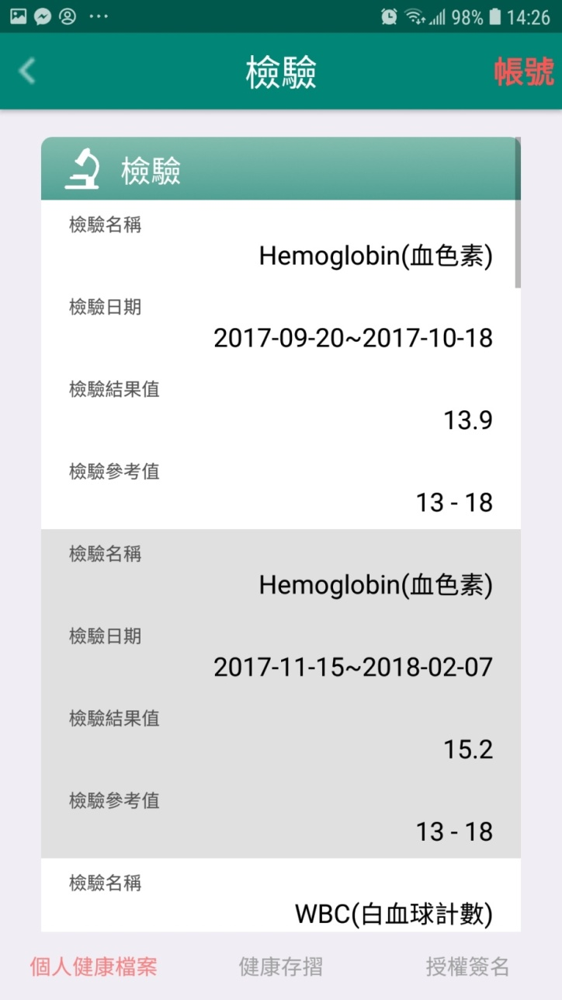 98% 14:26
檢驗
帳號
檢驗
檢驗名稱
Hemoglobin(血色素)
檢驗日期
2017-09-20~2017-10-18
檢驗結果值
13.9
檢驗參考值
13 - 18
檢驗名稱
Hemoglobin(血色素)
檢驗日期
2017-11-15~2018-02-07
檢驗結果值
15.2
檢驗參考值
13 - 18
檢驗名稱
WBC(白血球計數)
個人健康檔案 健康存摺 授權簽名